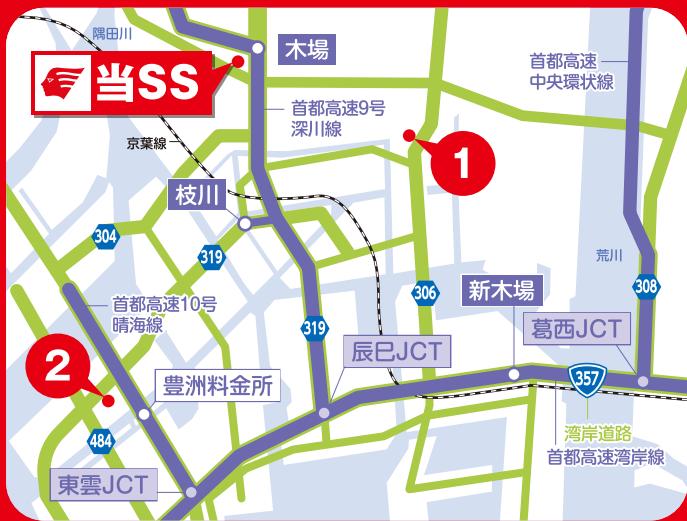 隅田川
木場
当SS
首都高速
中央環状線
首都高速9号
深川線
京葉線
1
枝川
304
319
荒川
306
新木場
308
首都高速10号
晴海線
319
葛西JCT
辰巳JCT
2
豊洲料金所
357
484
湾岸道路
首都高速湾岸線
東雲JCT